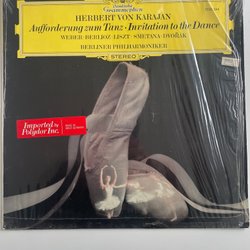 Deutsche
Grammophon
HERBERT VON KARAJAN
Aufforderung zum Tanz · Invitation to the Dance
WEBER · BERLIOZ · LISZT · SMETANA · DVOŘÁK
BERLINER PHILHARMONIKER
STEREO
Imported by
Polydor Inc.